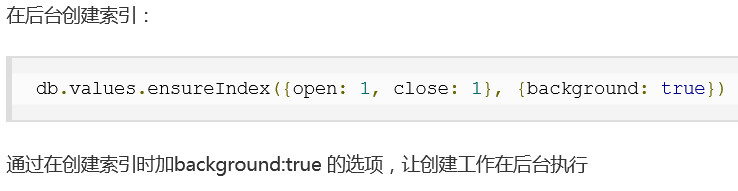 在后台创建索引：
db.values.ensureIndex({open: 1, close: 1}, {background: true})
通过在创建索引时加background:true 的选项，让创建工作在后台执行